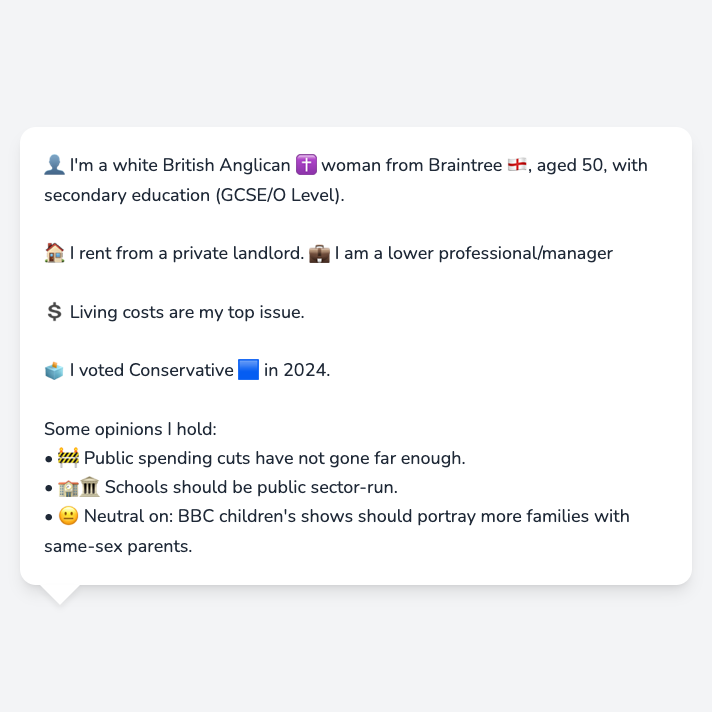 👤 I'm a white British Anglican ✝️ woman from Braintree 🏴󠁧󠁢󠁥󠁮󠁧󠁿, aged 50, with
secondary education (GCSE/O Level).
🏠 I rent from a private landlord. 💼 I am a lower professional/manager
💲 Living costs are my top issue.
🗳️ I voted Conservative 🟦 in 2024.
Some opinions I hold:
• 🚧 Public spending cuts have not gone far enough.
• 🏫🏛️ Schools should be public sector-run.
• 😐 Neutral on: BBC children's shows should portray more families with
same-sex parents.